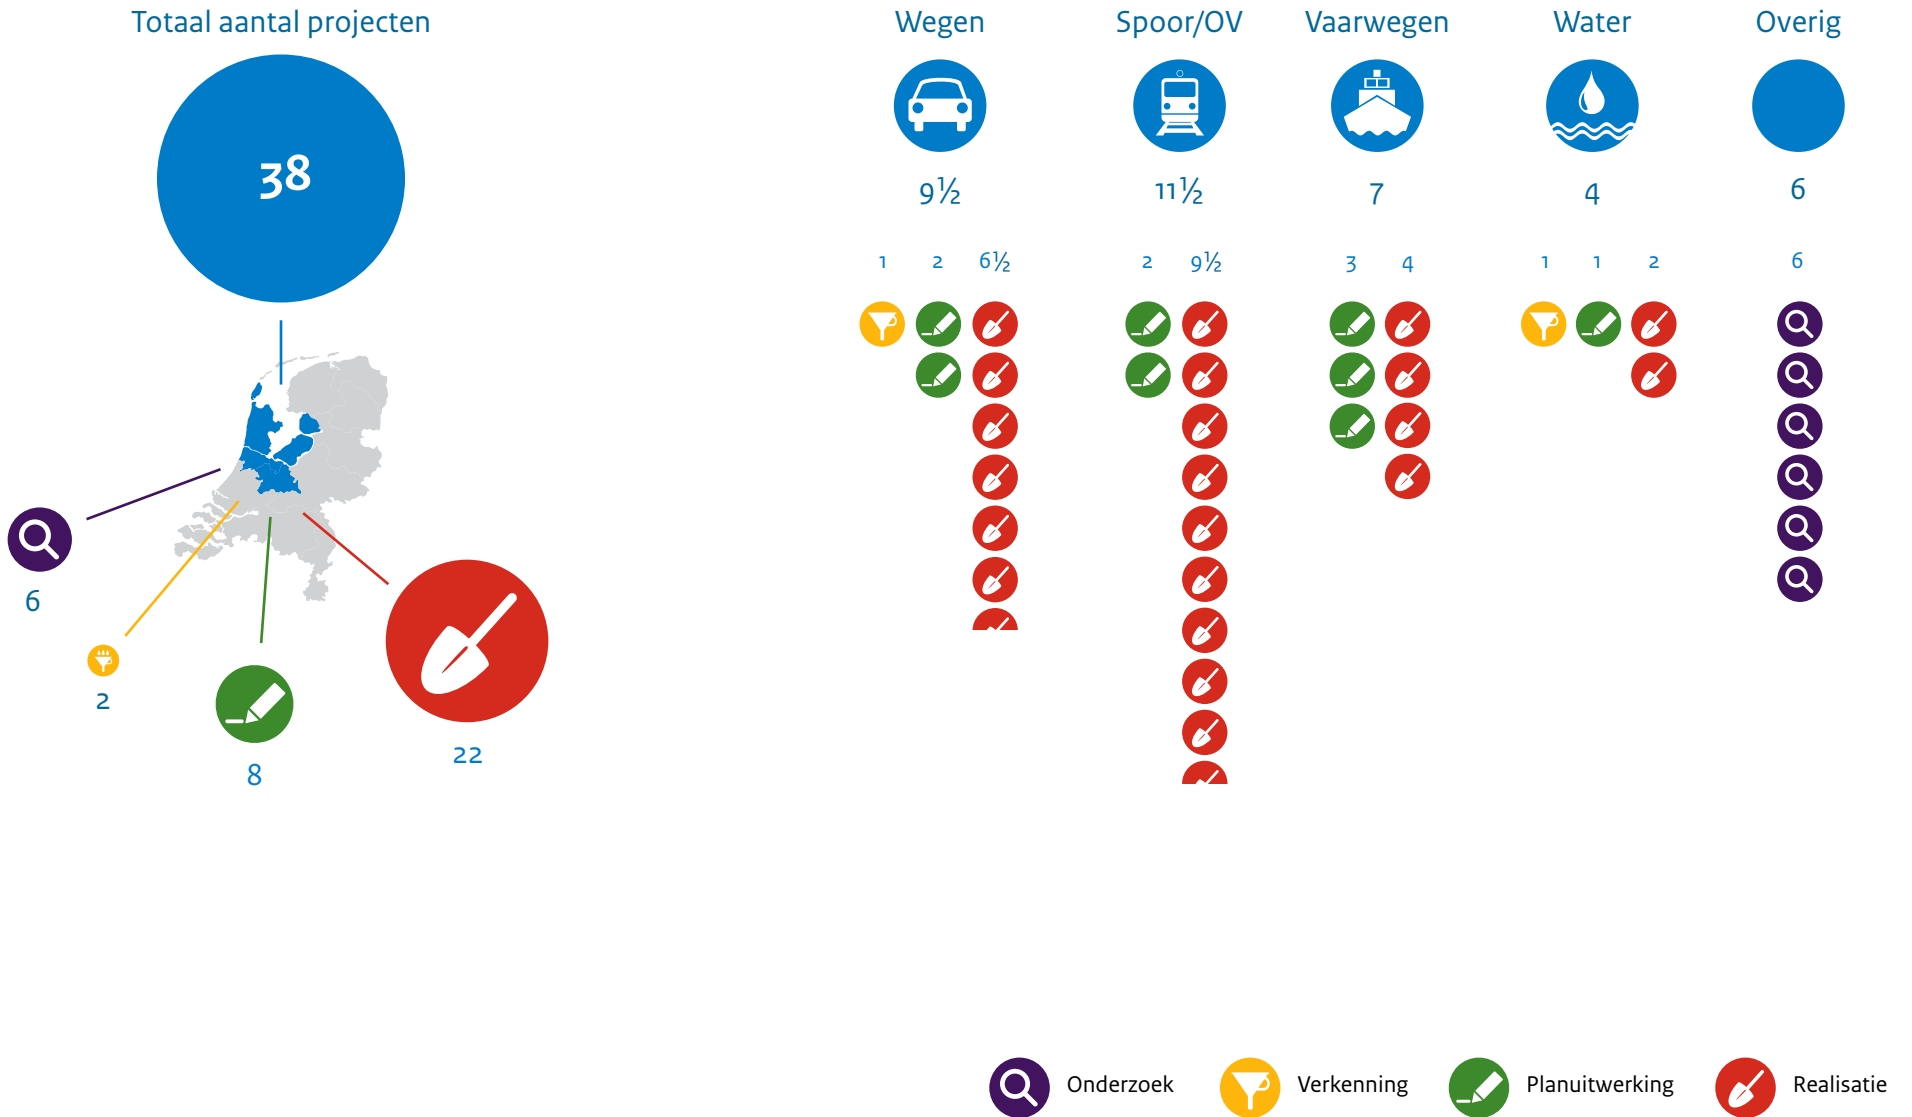 Totaal aantal projecten
38
6
2
8
22
Wegen Spoor/OV Vaarwegen Water Overig
9½ 11½ 7 4 6
1 2 6½ 2 9½ 3 4 1 1 2 6
Onderzoek Verkenning Planuitwerking Realisatie